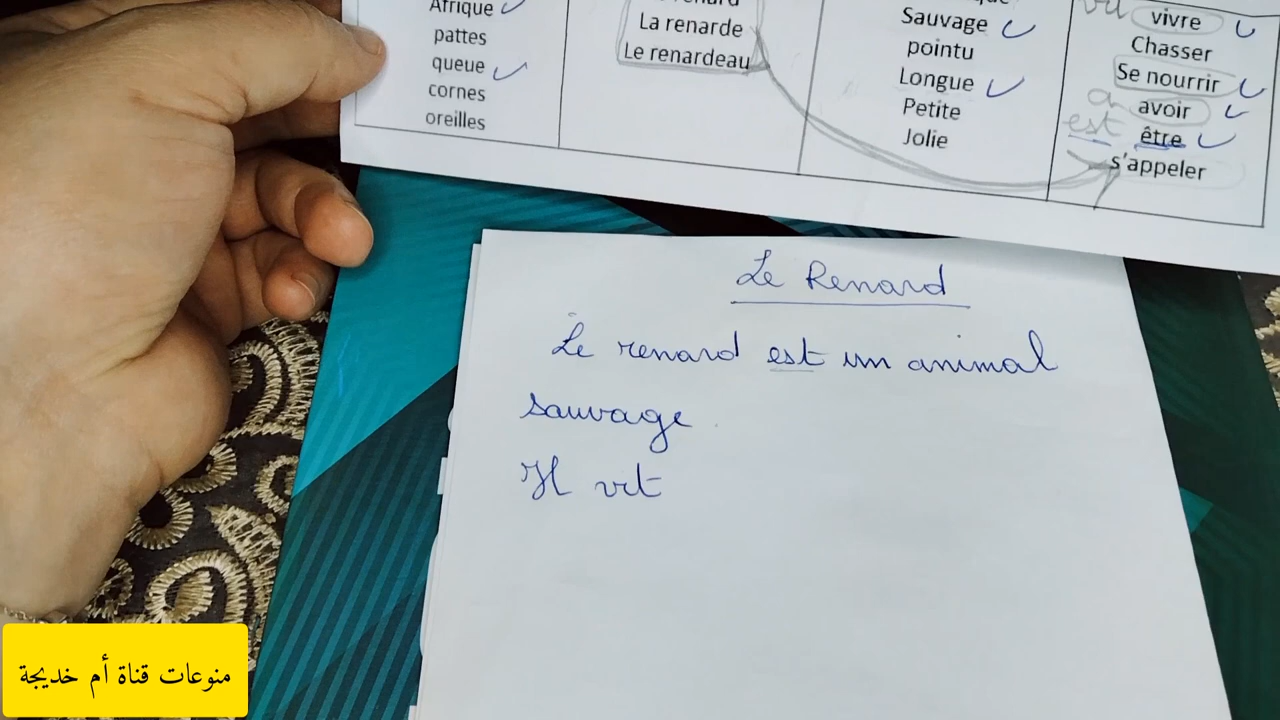 Afrique
pattes
queue
cornes
oreilles
La renarde
Le renardeau
Sauvage
pointu
Longue
Petite
Jolie
vivre
Chasser
Se nourrir
a avoir
est être
s'appeler
Le Renard
Le renard est un animal
sauvage
Il vit
منوعات قناة أم خديجة